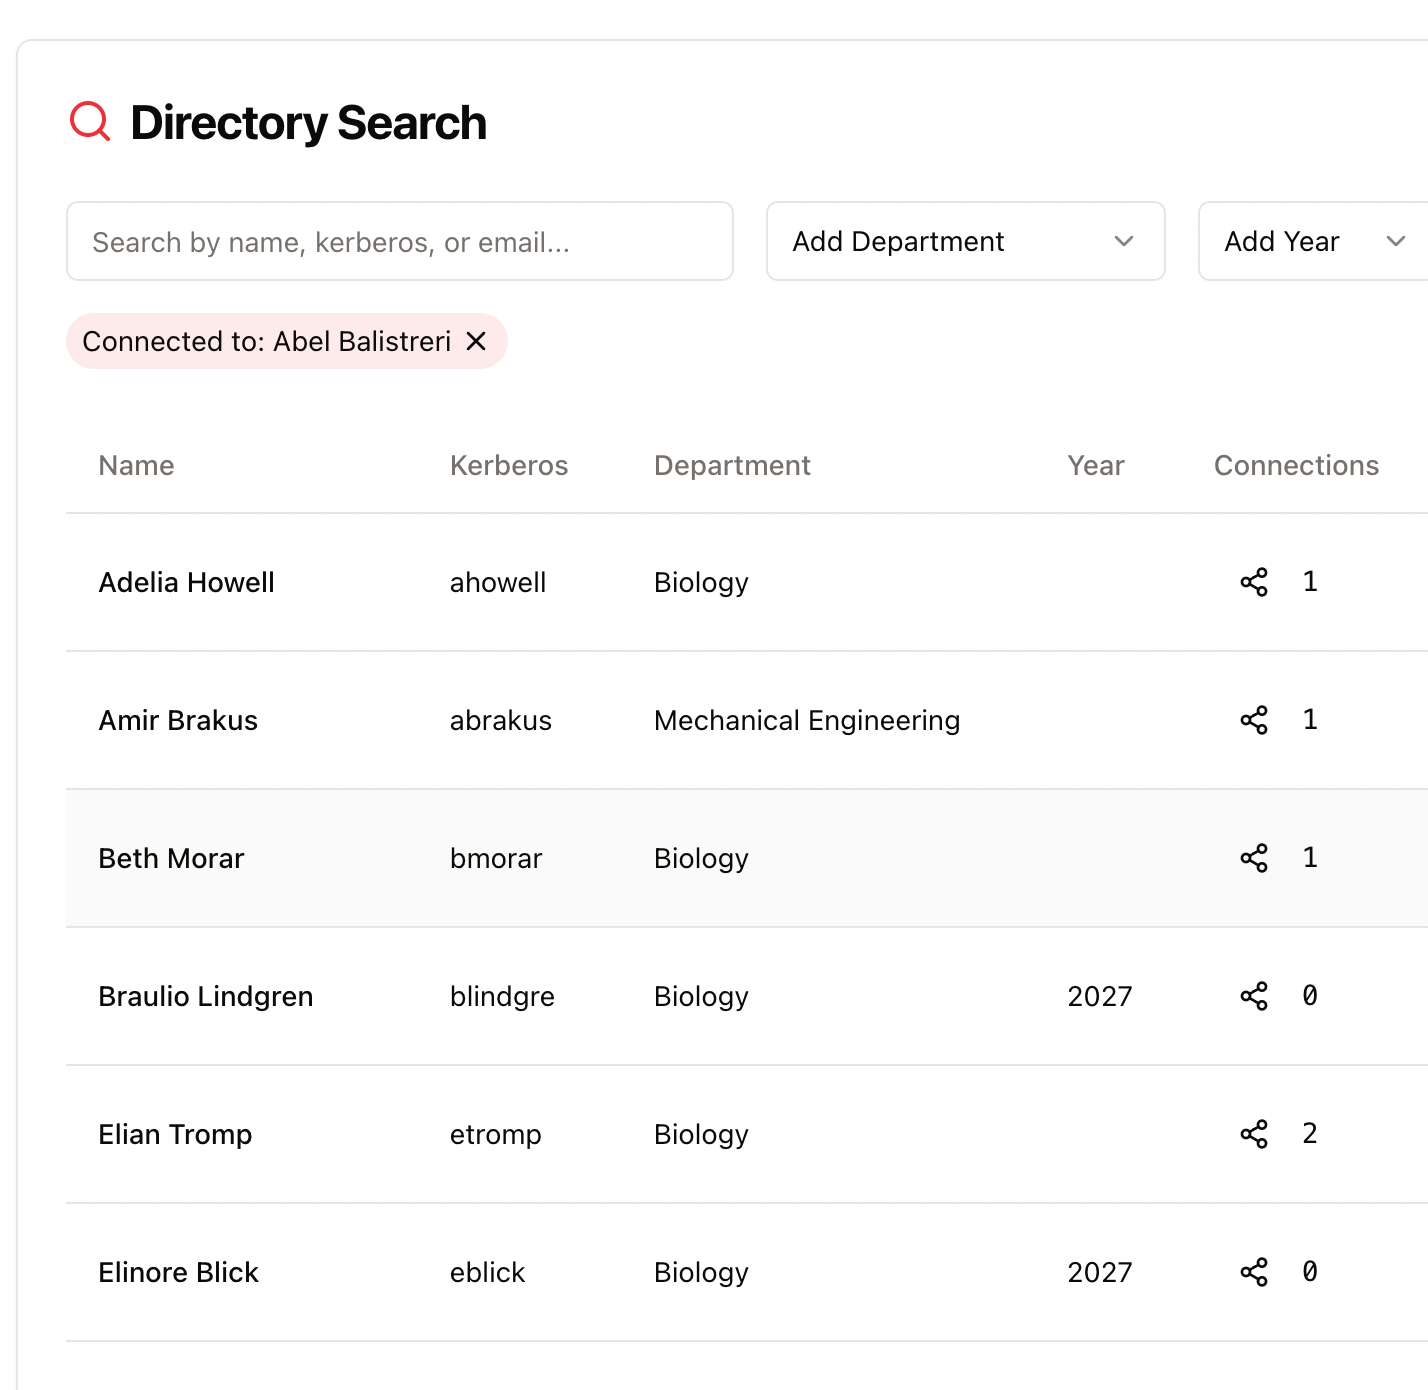 Directory Search
Search by name, kerberos, or email...
Add Department
Add Year
Connected to: Abel Balistreri
Name Kerberos Department Year Connections
Adelia Howell ahowell Biology 1
Amir Brakus abrakus Mechanical Engineering 1
Beth Morar bmorar Biology 1
Braulio Lindgren blindgre Biology 2027 0
Elian Tromp etromp Biology 2
Elinore Blick eblick Biology 2027 0